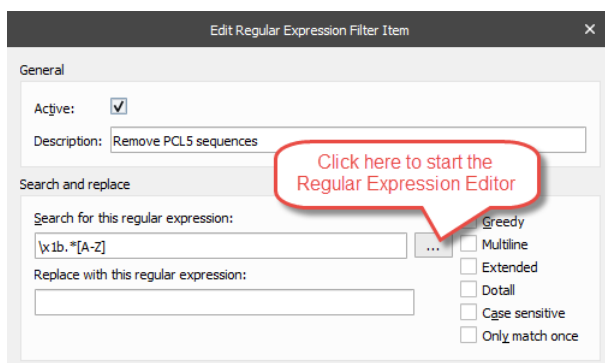 Edit Regular Expression Filter Item
General
Active:
Description: Remove PCL5 sequences
Click here to start the
Regular Expression Editor
Search and replace
Search for this regular expression:
\x1b.*[A-Z]
...
Replace with this regular expression:
Greedy
Multiline
Extended
Dotall
Case sensitive
Only match once